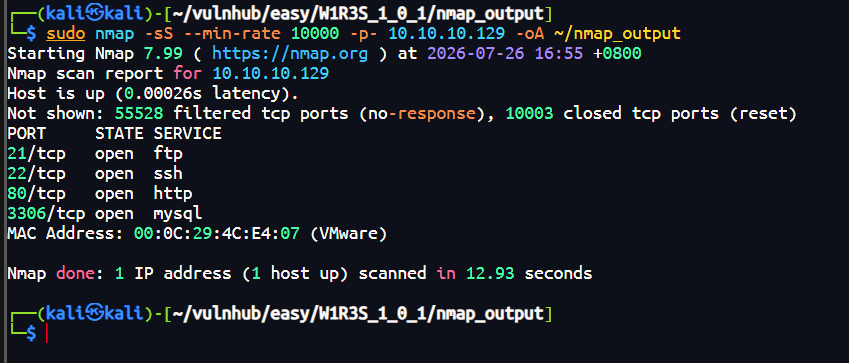 ┌──(kali㉿kali)-[~/vulnhub/easy/W1R3S_1_0_1/nmap_output]
└─$ sudo nmap -sS --min-rate 10000 -p- 10.10.10.129 -oA ~/nmap_output
Starting Nmap 7.99 ( https://nmap.org ) at 2026-07-26 16:55 +0800
Nmap scan report for 10.10.10.129
Host is up (0.00026s latency).
Not shown: 55528 filtered tcp ports (no-response), 10003 closed tcp ports (reset)
PORT     STATE SERVICE
21/tcp   open  ftp
22/tcp   open  ssh
80/tcp   open  http
3306/tcp open  mysql
MAC Address: 00:0C:29:4C:E4:07 (VMware)
Nmap done: 1 IP address (1 host up) scanned in 12.93 seconds
┌──(kali㉿kali)-[~/vulnhub/easy/W1R3S_1_0_1/nmap_output]
└─$